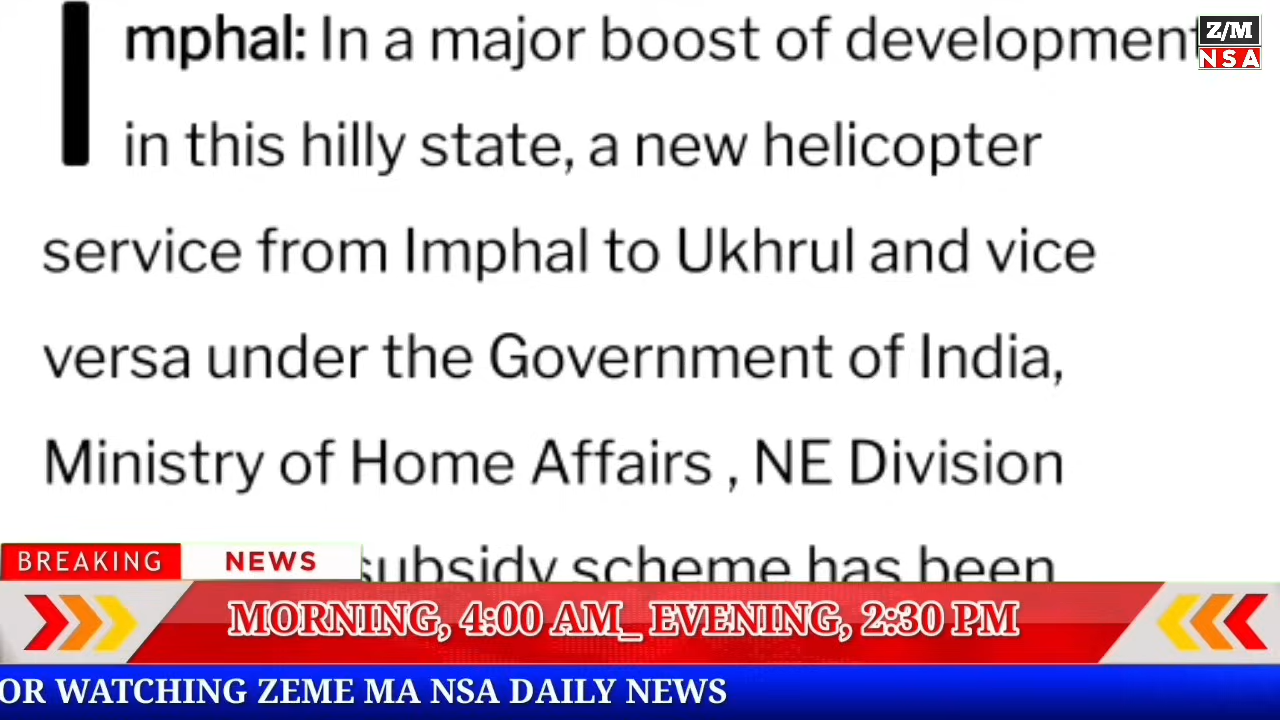 Imphal: In a major boost of development
in this hilly state, a new helicopter
service from Imphal to Ukhrul and vice
versa under the Government of India,
Ministry of Home Affairs , NE Division
subsidy scheme has been
Z/M
NSA
BREAKING NEWS
MORNING, 4:00 AM_ EVENING, 2:30 PM
OR WATCHING ZEME MA NSA DAILY NEWS